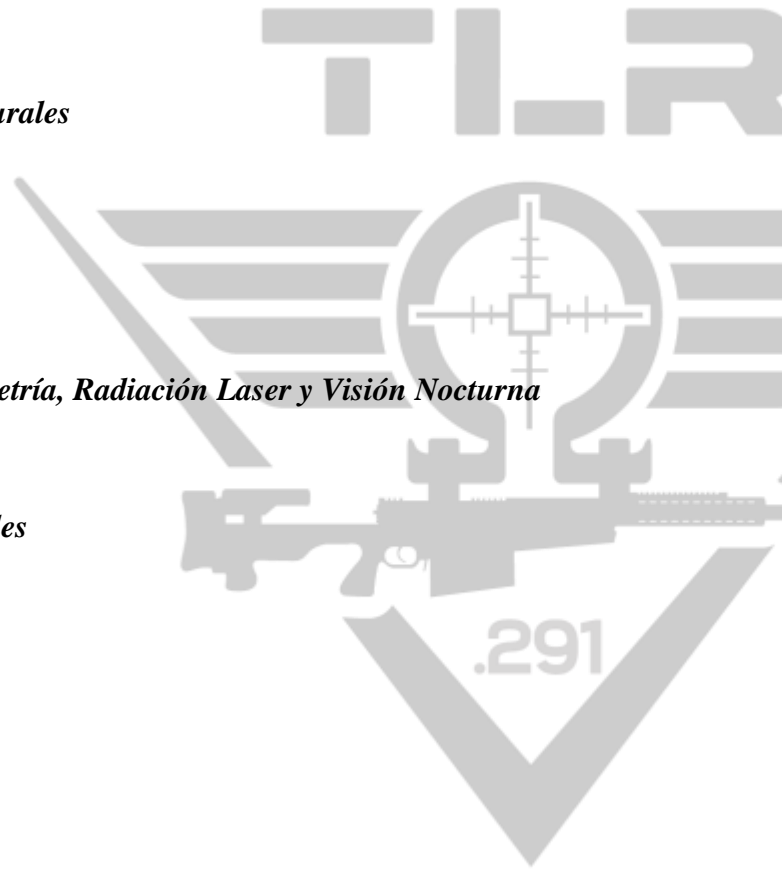 TLR
urales
etría, Radiación Laser y Visión Nocturna
les
.291